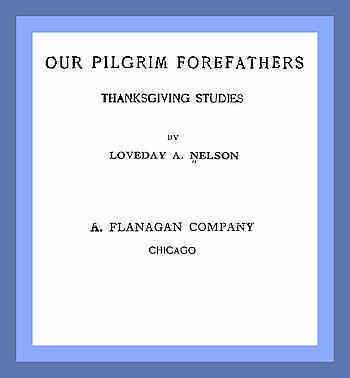 OUR PILGRIM FOREFATHERS
THANKSGIVING STUDIES
BY
LOVEDAY A. NELSON
A. FLANAGAN COMPANY
CHICAGO